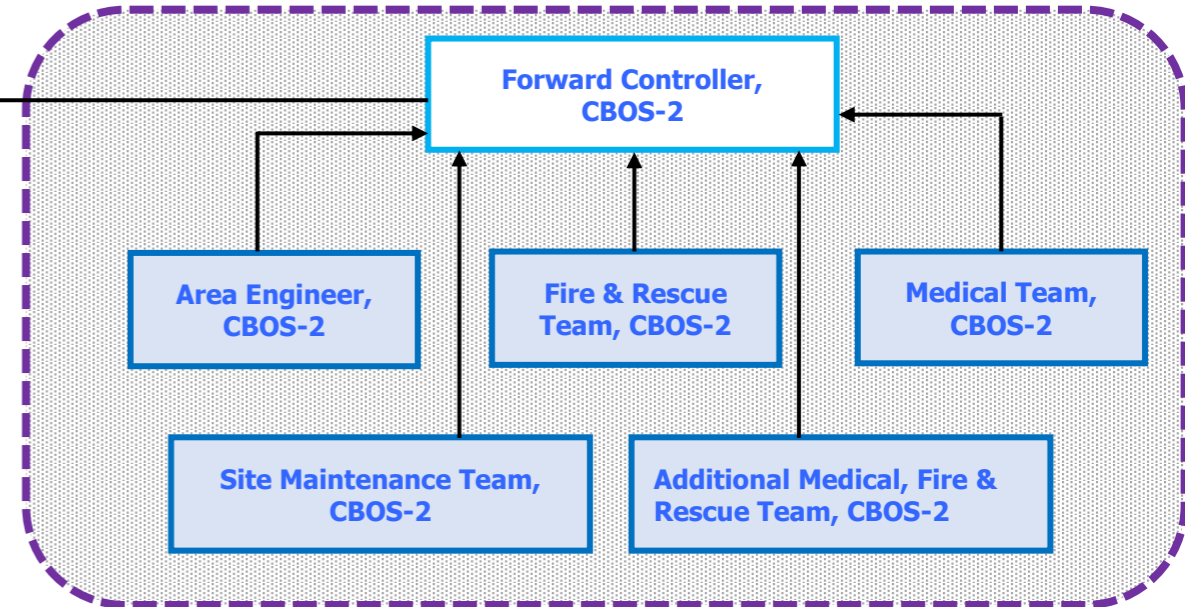 Forward Controller,
CBOS-2
Area Engineer,
CBOS-2
Fire & Rescue
Team, CBOS-2
Medical Team,
CBOS-2
Site Maintenance Team,
CBOS-2
Additional Medical, Fire &
Rescue Team, CBOS-2